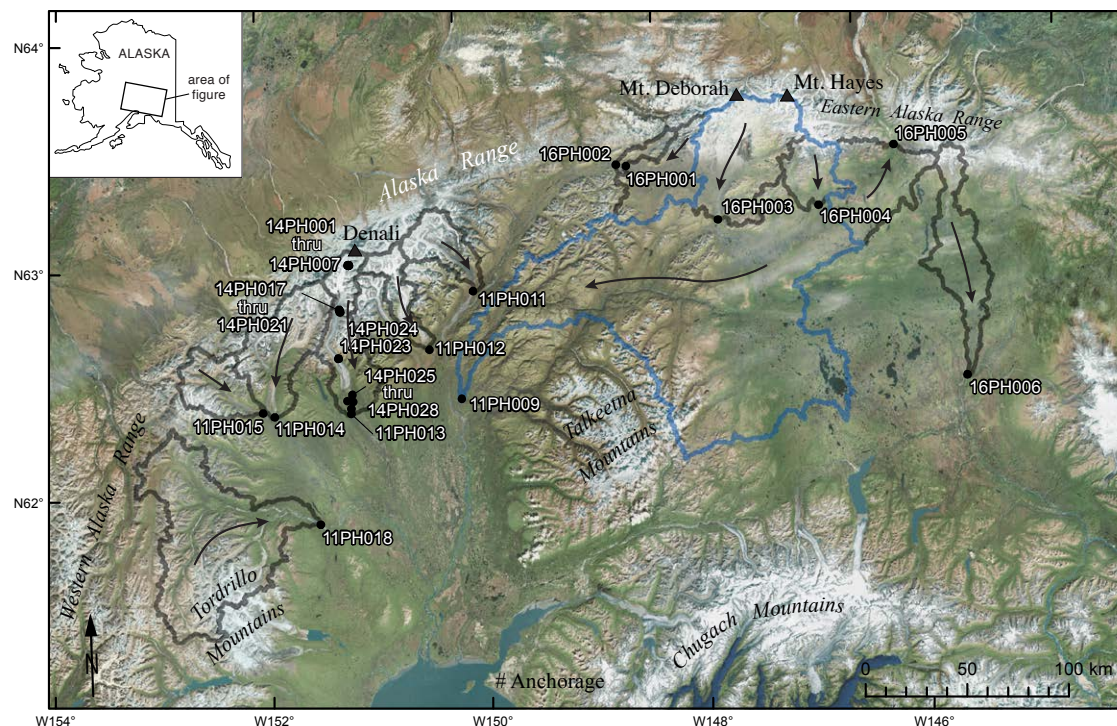 N64°
ALASKA
area of
figure
Mt. Deborah
Mt. Hayes
Eastern Alaska Range
16PH005
16PH002
16PH001
Alaska Range
16PH003
16PH004
14PH001
thru
14PH007
Denali
N63°
14PH017
thru
14PH021
11PH011
14PH024
14PH023
11PH012
14PH025
thru
14PH028
16PH006
11PH009
11PH015
11PH014
11PH013
Talkeetna
Mountains
Western Alaska Range
N62°
11PH018
Tordrillo
Mountains
Chugach Mountains
N
# Anchorage
0 50 100 km
W154° W152° W150° W148° W146°